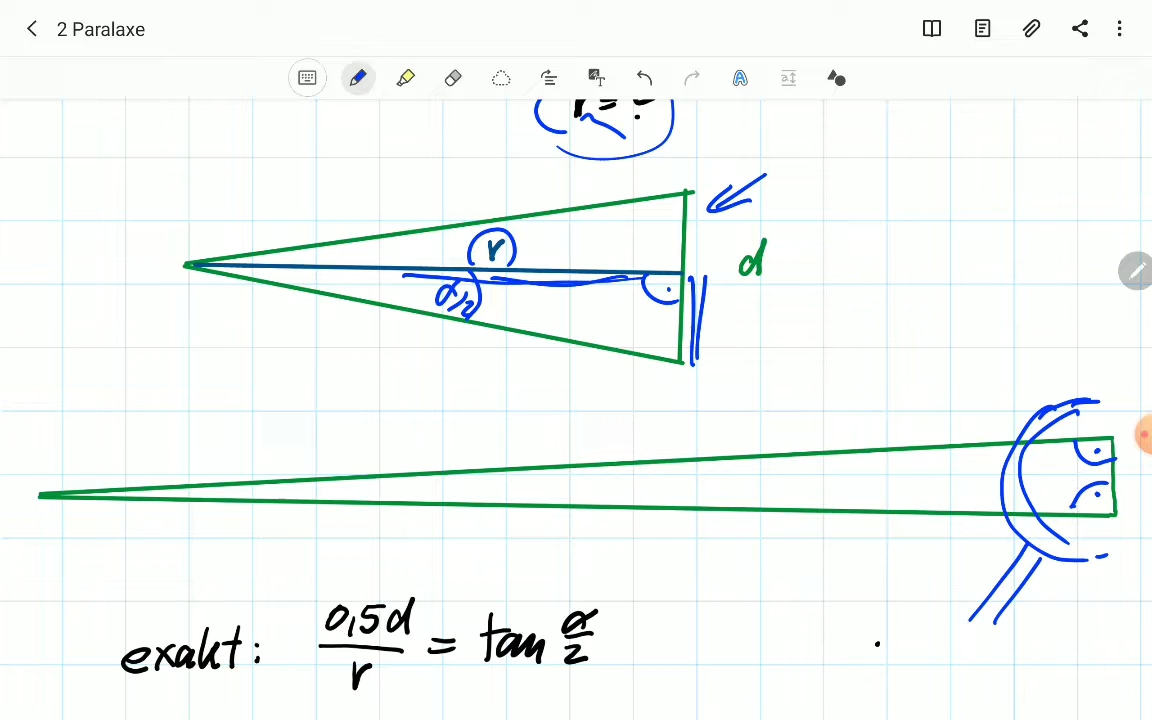 2 Paralaxe
r = ?
r
d
α/2
exakt: 0,5d / r = tan α/2